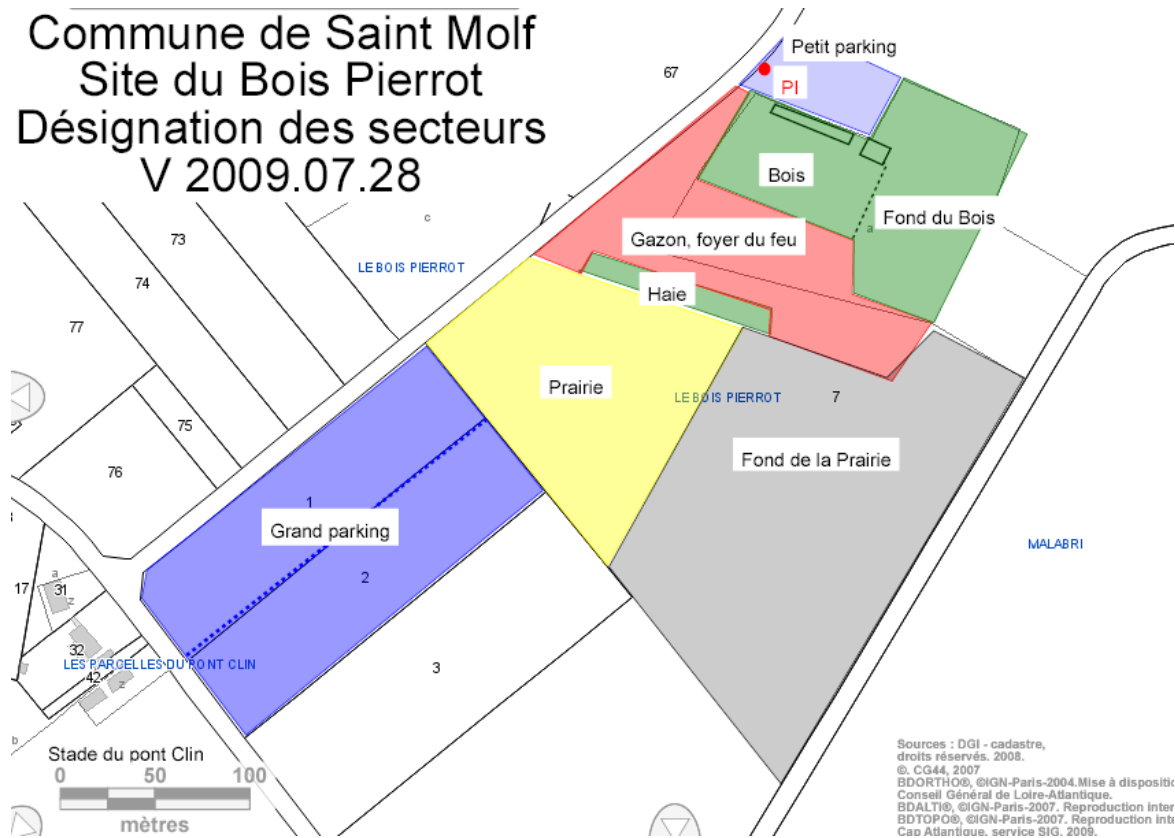 Commune de Saint Molf
Site du Bois Pierrot
Désignation des secteurs
V 2009.07.28
67
Petit parking
PI
Bois
Fond du Bois
a
Gazon, foyer du feu
Haie
c
73
LE BOIS PIERROT
74
77
75
76
Prairie
LE BOIS PIERROT
7
Fond de la Prairie
1
Grand parking
2
3
MALABRI
17
a
31
z
32
LES PARCELLES DU PONT CLIN
42
z
b
Stade du pont Clin
0 50 100
mètres
Sources : DGI - cadastre,
droits réservés. 2008.
©. CG44, 2007
BDORTHO®, ©IGN-Paris-2004.Mise à dispositio
Conseil Général de Loire-Atlantique.
BDALTI®, ©IGN-Paris-2007. Reproduction inter
BDTOPO®, ©IGN-Paris-2007. Reproduction int
Cap Atlantique, service SIG, 2009.